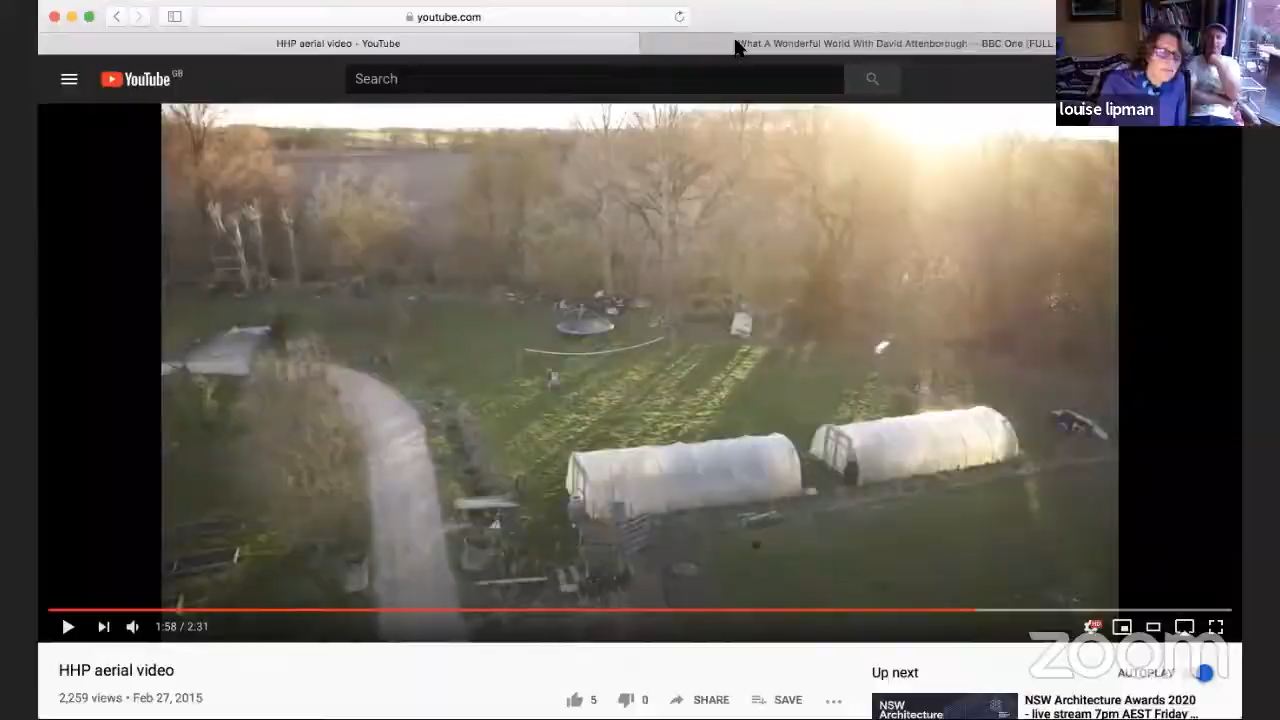 youtube.com
HHP aerial video - YouTube
What A Wonderful World With David Attenborough - BBC One (FULL
YouTube GB
Search
louise lipman
1:58 / 2:31
HD
zoom
HHP aerial video
2,259 views • Feb 27, 2015
5
0
SHARE
SAVE
Up next
AUTOPLAY
NSW Architecture
NSW Architecture Awards 2020
- live stream 7pm AEST Friday ...